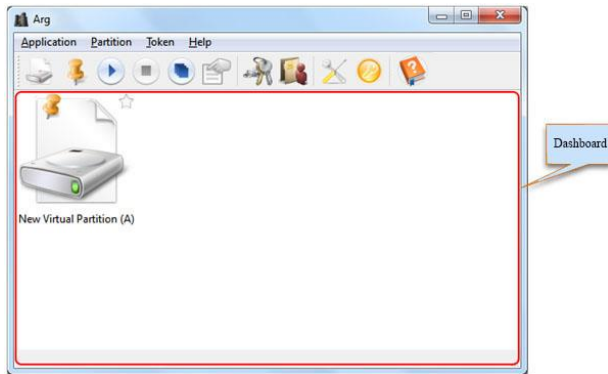 Arg
Application Partition Token Help
New Virtual Partition (A)
Dashboard